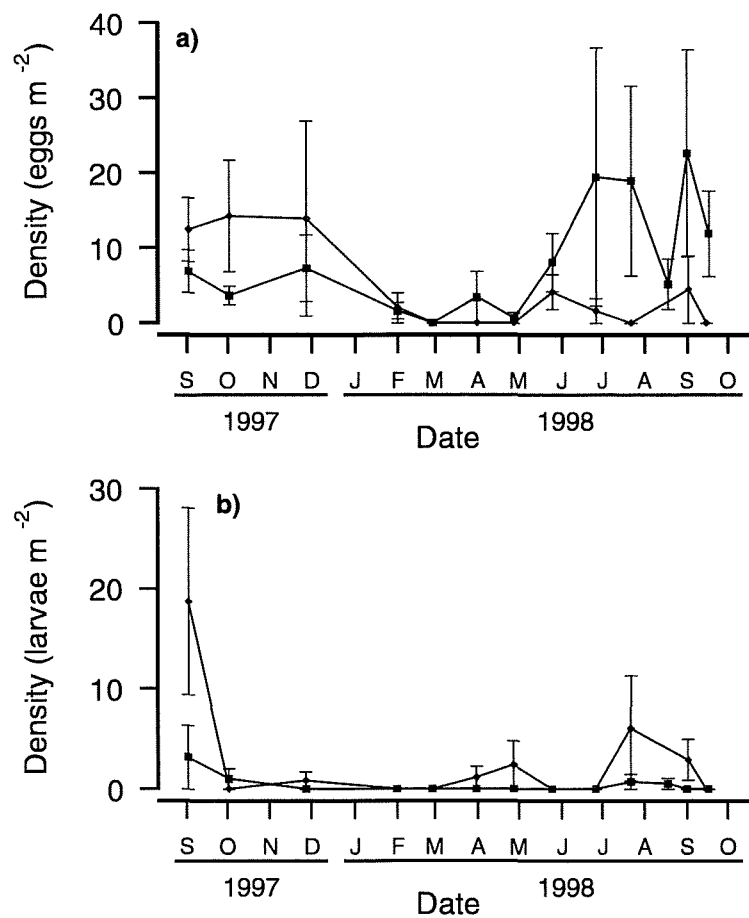 a)
Density (eggs m⁻²)
40
30
20
10
0
S O N D J F M A M J J A S O
1997 1998
Date
b)
Density (larvae m⁻²)
30
20
10
0
S O N D J F M A M J J A S O
1997 1998
Date